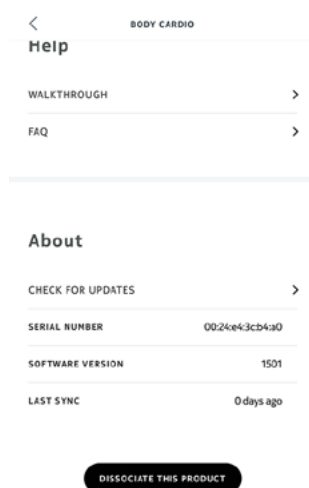 BODY CARDIO
Help
WALKTHROUGH
FAQ
About
CHECK FOR UPDATES
SERIAL NUMBER 00:24:e4:3c:b4:a0
SOFTWARE VERSION 1501
LAST SYNC 0 days ago
DISSOCIATE THIS PRODUCT